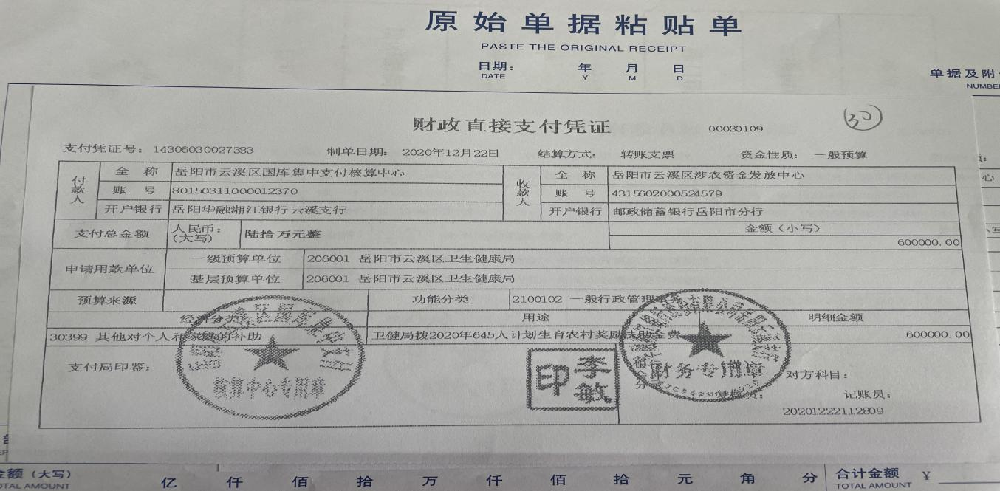 原始单据粘贴单
PASTE THE ORIGINAL RECEIPT
日期: 年 月 日
DATE Y M D
单据及附
NUMBE
财政直接支付凭证 00030109 30
支付凭证号: 14306030027383 制单日期: 2020年12月22日 结算方式: 转账支票 资金性质: 一般预算
付款人 全称 岳阳市云溪区国库集中支付核算中心 收款人 全称 岳阳市云溪区涉农资金发放中心
账号 80150311000012370 账号 4315602000524579
开户银行 岳阳华融湘江银行云溪支行 开户银行 邮政储蓄银行岳阳市分行
支付总金额 人民币:(大写) 陆拾万元整 金额(小写)
600000.00
申请用款单位 一级预算单位 206001 岳阳市云溪区卫生健康局
基层预算单位 206001 岳阳市云溪区卫生健康局
预算来源 功能分类 2100102 一般行政管理事务
经济分类 用途 明细金额
30399 其他对个人和家庭的补助 卫健局拨2020年645人计划生育农村奖励扶助金费 600000.00
支付局印鉴: 对方科目:
核算中心专用章
李敏印
财务专用章
复核员: 记账员:
20201222112809
金额(大写) 亿 仟 佰 拾 万 仟 佰 拾 元 角 分 合计金额 ¥
TOTAL AMOUNT TOTAL AMOUNT